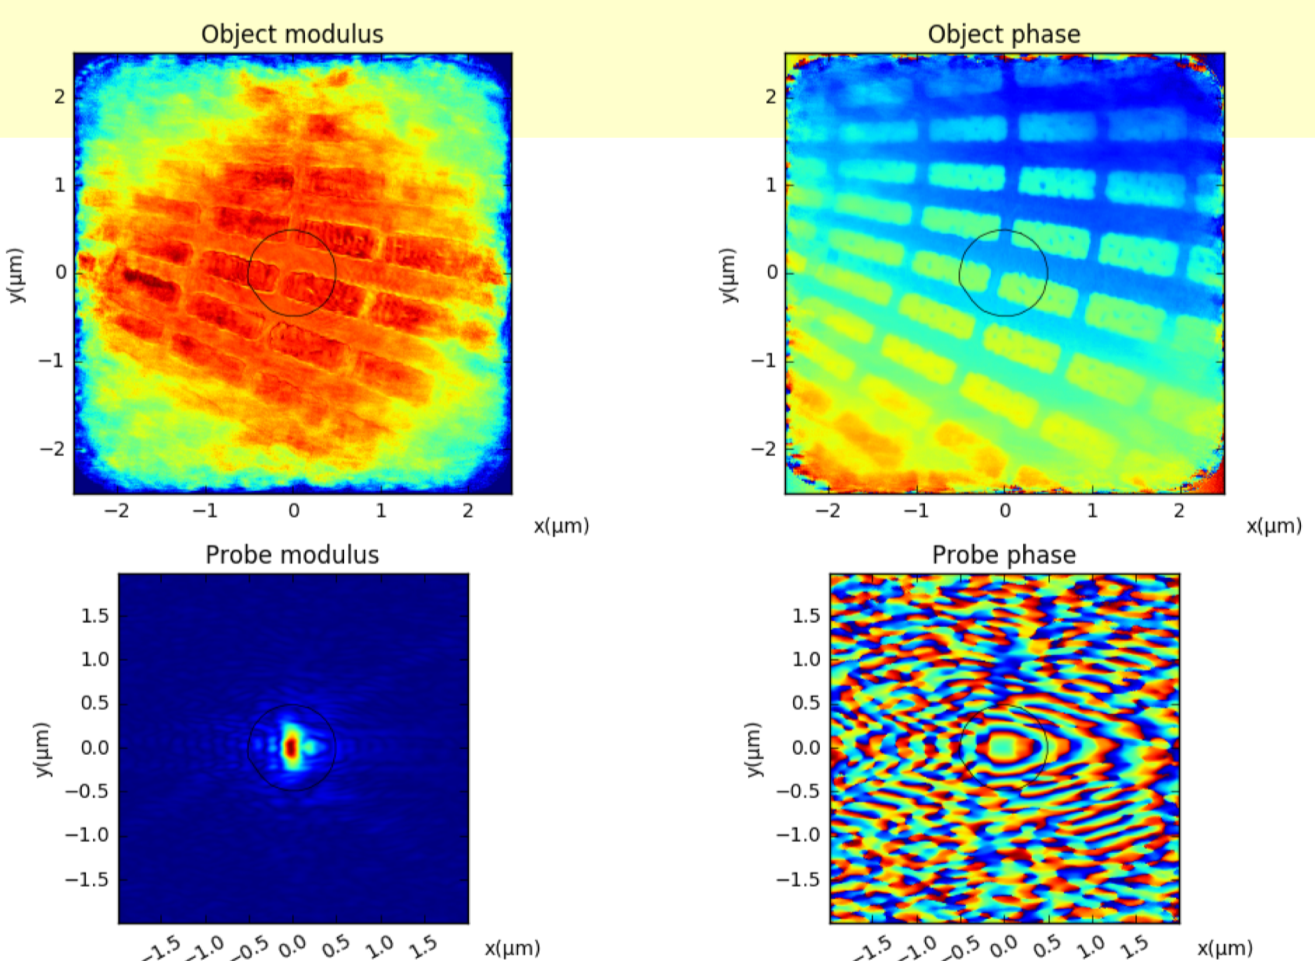 Object modulus
Object phase
2
1
0
−1
−2
y(μm)
−2 −1 0 1 2
x(μm)
2
1
0
−1
−2
y(μm)
−2 −1 0 1 2
x(μm)
Probe modulus
Probe phase
1.5
1.0
0.5
0.0
−0.5
−1.0
−1.5
y(μm)
−1.5 −1.0 −0.5 0.0 0.5 1.0 1.5
x(μm)
1.5
1.0
0.5
0.0
−0.5
−1.0
−1.5
y(μm)
−1.5 −1.0 −0.5 0.0 0.5 1.0 1.5
x(μm)